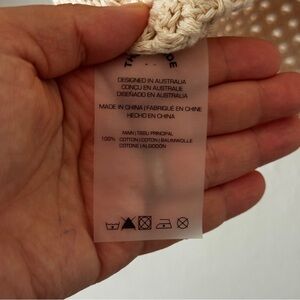 DESIGNED IN AUSTRALIA
CONÇU EN AUSTRALIE
DISEÑADO EN AUSTRALIA
MADE IN CHINA | FABRIQUÉ EN CHINE
HECHO EN CHINA
MAIN | TISSU PRINCIPAL
100% COTTON | COTON | BAUMWOLLE
COTONE | ALGODÓN